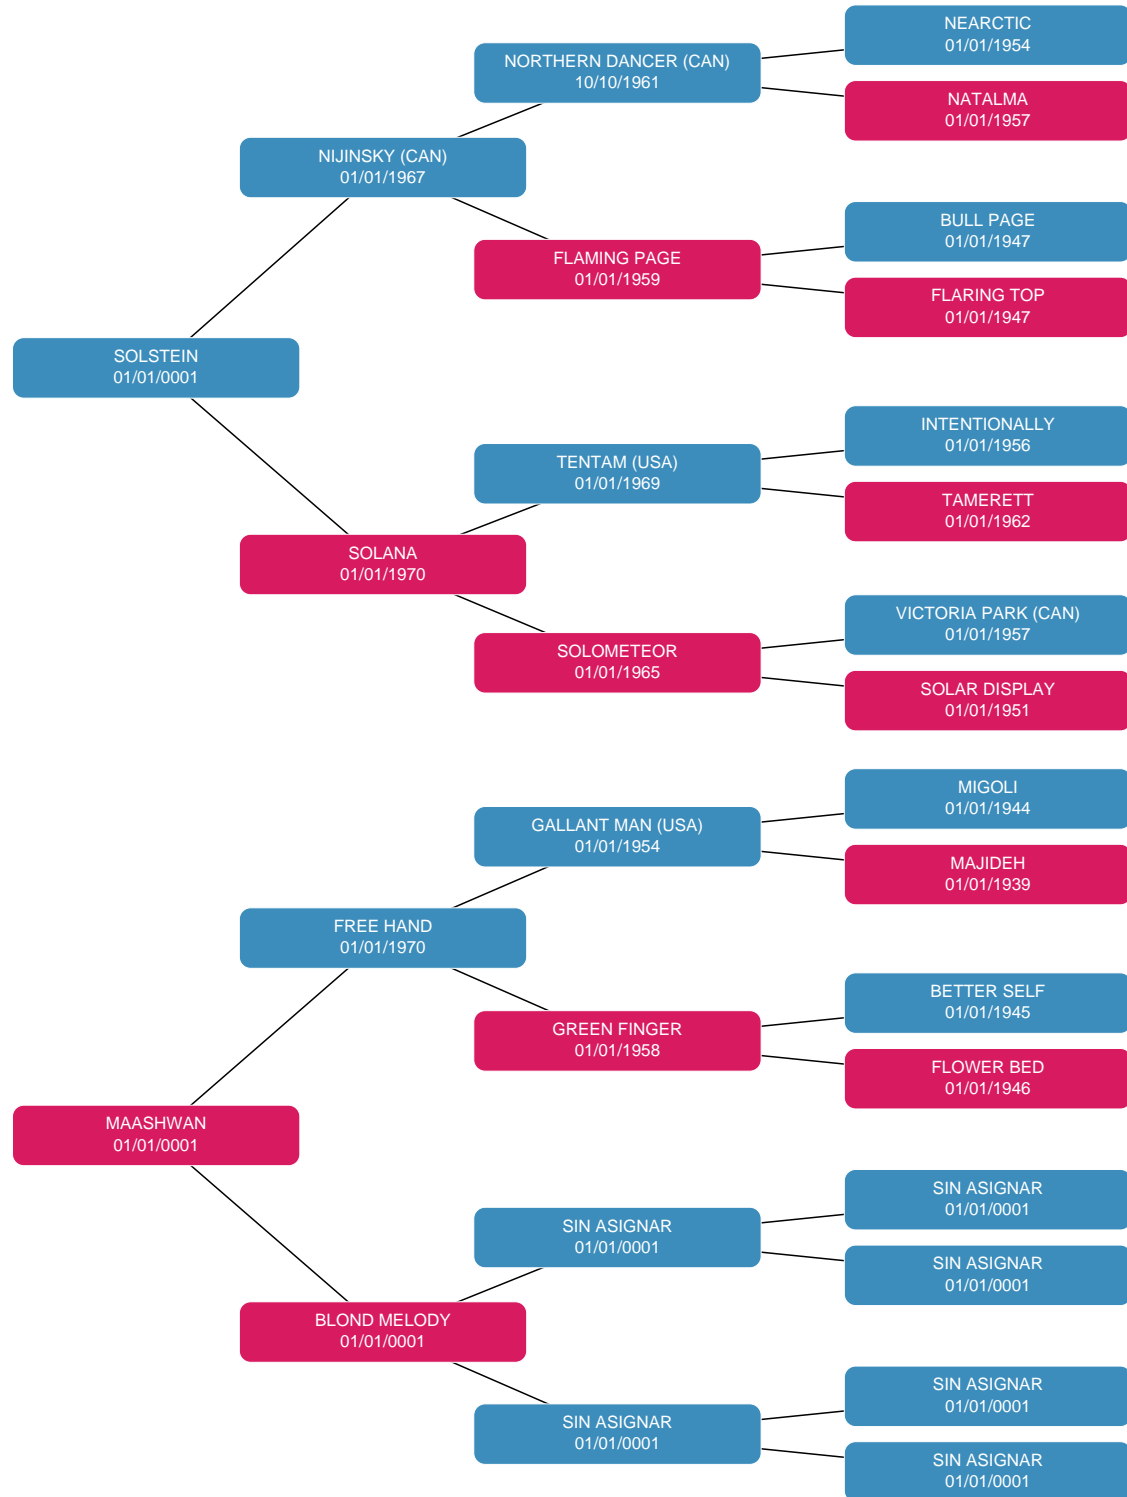 NEARCTIC
01/01/1954
NORTHERN DANCER (CAN)
10/10/1961
NATALMA
01/01/1957
NIJINSKY (CAN)
01/01/1967
BULL PAGE
01/01/1947
FLAMING PAGE
01/01/1959
FLARING TOP
01/01/1947
SOLSTEIN
01/01/0001
INTENTIONALLY
01/01/1956
TENTAM (USA)
01/01/1969
TAMERETT
01/01/1962
SOLANA
01/01/1970
VICTORIA PARK (CAN)
01/01/1957
SOLOMETEOR
01/01/1965
SOLAR DISPLAY
01/01/1951
MIGOLI
01/01/1944
GALLANT MAN (USA)
01/01/1954
MAJIDEH
01/01/1939
FREE HAND
01/01/1970
BETTER SELF
01/01/1945
GREEN FINGER
01/01/1958
FLOWER BED
01/01/1946
MAASHWAN
01/01/0001
SIN ASIGNAR
01/01/0001
SIN ASIGNAR
01/01/0001
SIN ASIGNAR
01/01/0001
BLOND MELODY
01/01/0001
SIN ASIGNAR
01/01/0001
SIN ASIGNAR
01/01/0001
SIN ASIGNAR
01/01/0001